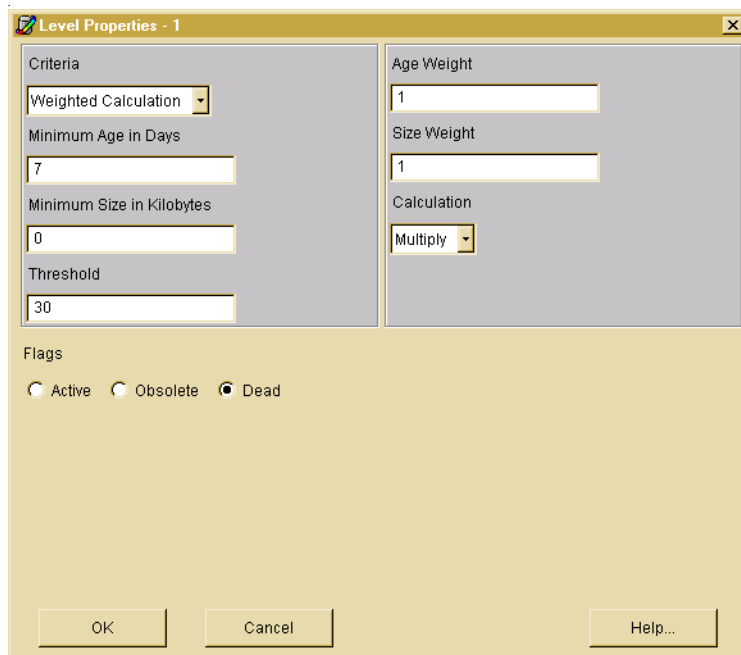 Level Properties - 1
Criteria
Weighted Calculation
Minimum Age in Days
7
Minimum Size in Kilobytes
0
Threshold
30
Age Weight
1
Size Weight
1
Calculation
Multiply
Flags
Active Obsolete Dead
OK Cancel Help...